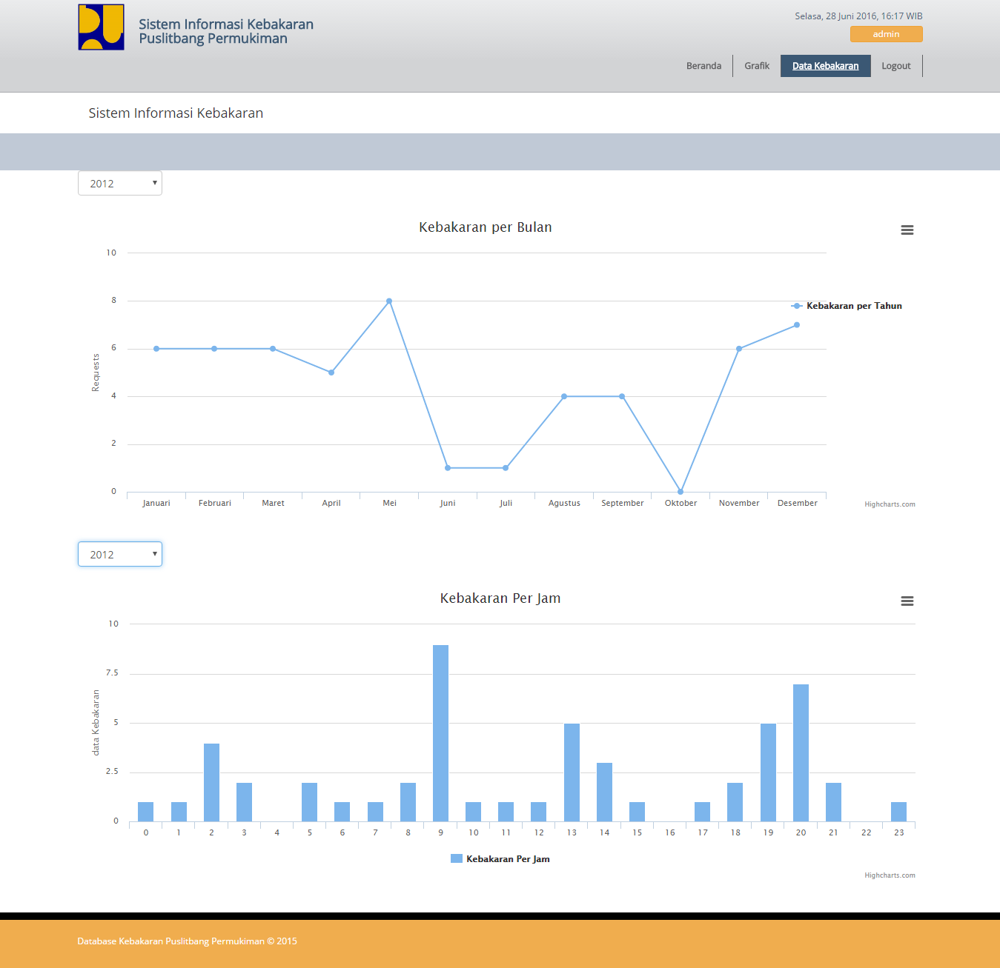 Sistem Informasi Kebakaran
Puslitbang Permukiman
Selasa, 28 Juni 2016, 16:17 WIB
admin
Beranda
Grafik
Data Kebakaran
Logout
Sistem Informasi Kebakaran
2012
Kebakaran per Bulan
10
8
6
4
2
0
Requests
Kebakaran per Tahun
Januari
Februari
Maret
April
Mei
Juni
Juli
Agustus
September
Oktober
November
Desember
Highcharts.com
2012
Kebakaran Per Jam
10
7.5
5
2.5
0
data Kebakaran
0
1
2
3
4
5
6
7
8
9
10
11
12
13
14
15
16
17
18
19
20
21
22
23
Kebakaran Per Jam
Highcharts.com
Database Kebakaran Puslitbang Permukiman © 2015